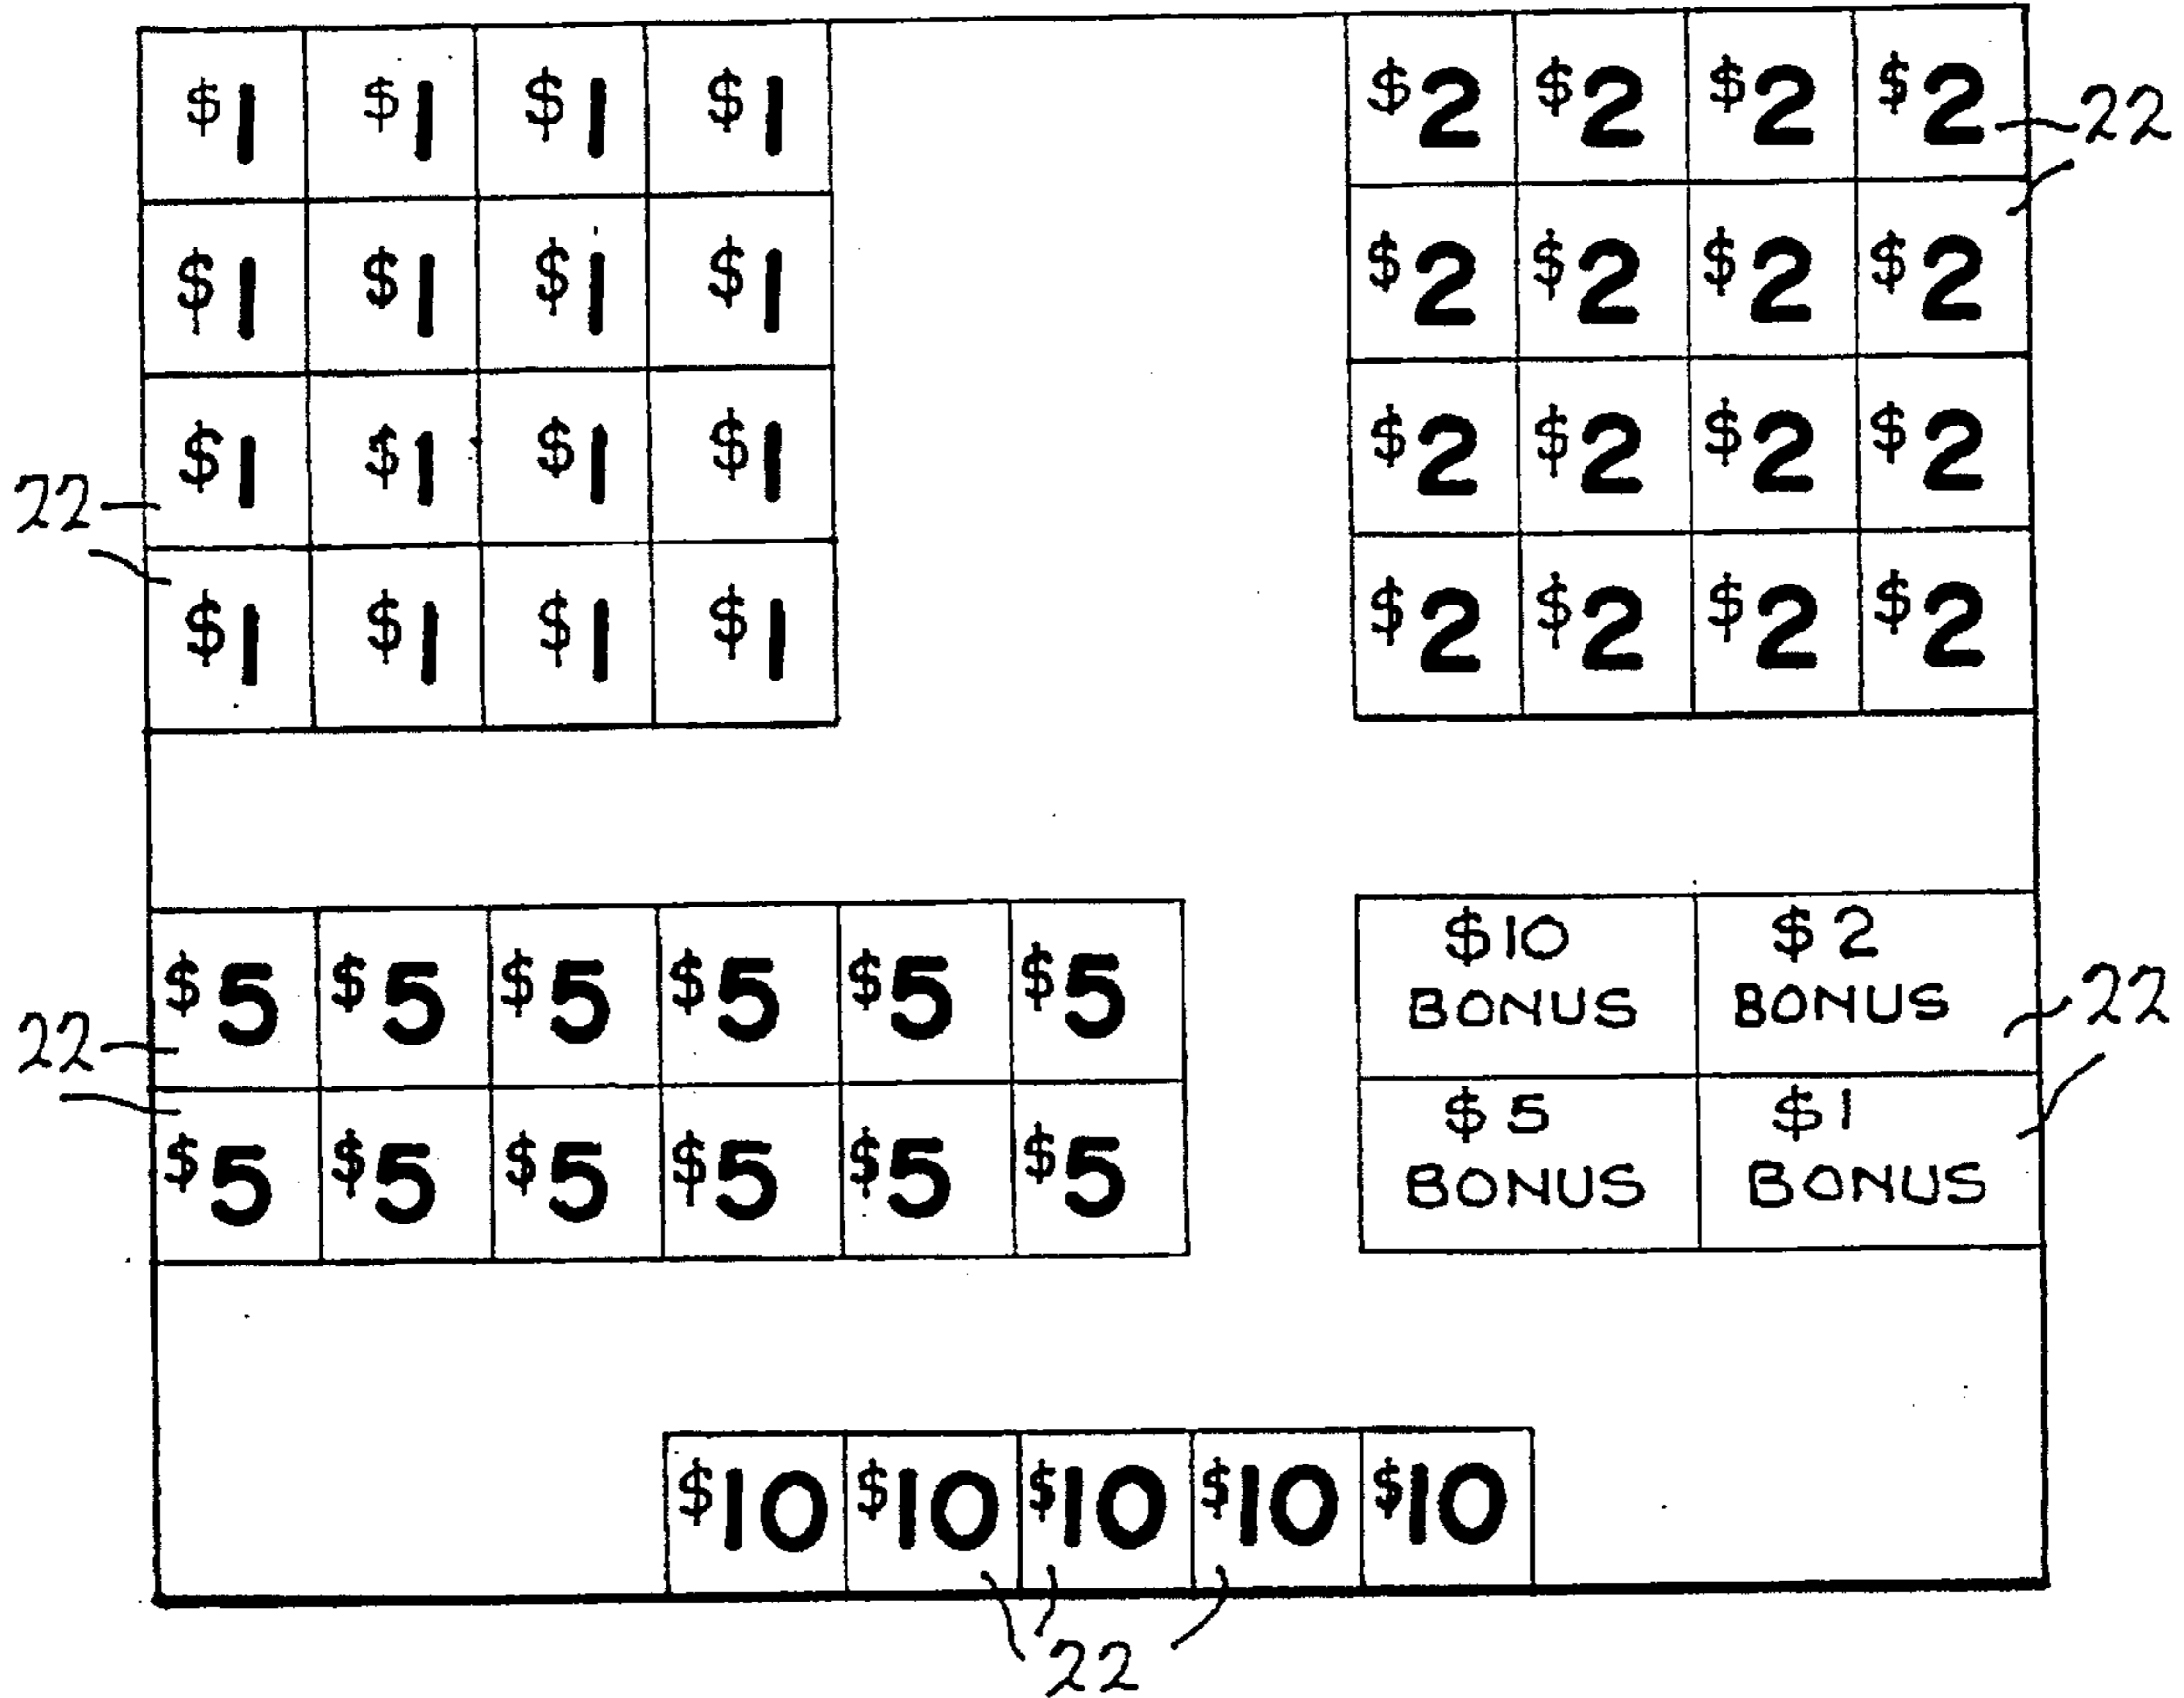 $1 $1 $1 $1 $2 $2 $2 $2 22
$1 $1 $1 $1 $2 $2 $2 $2
$1 $1 $1 $1 $2 $2 $2 $2
22
$1 $1 $1 $1 $2 $2 $2 $2
$5 $5 $5 $5 $5 $5
$10 BONUS
$2 BONUS
22
22
$5 $5 $5 $5 $5 $5
$5 BONUS
$1 BONUS
$10 $10 $10 $10 $10
22